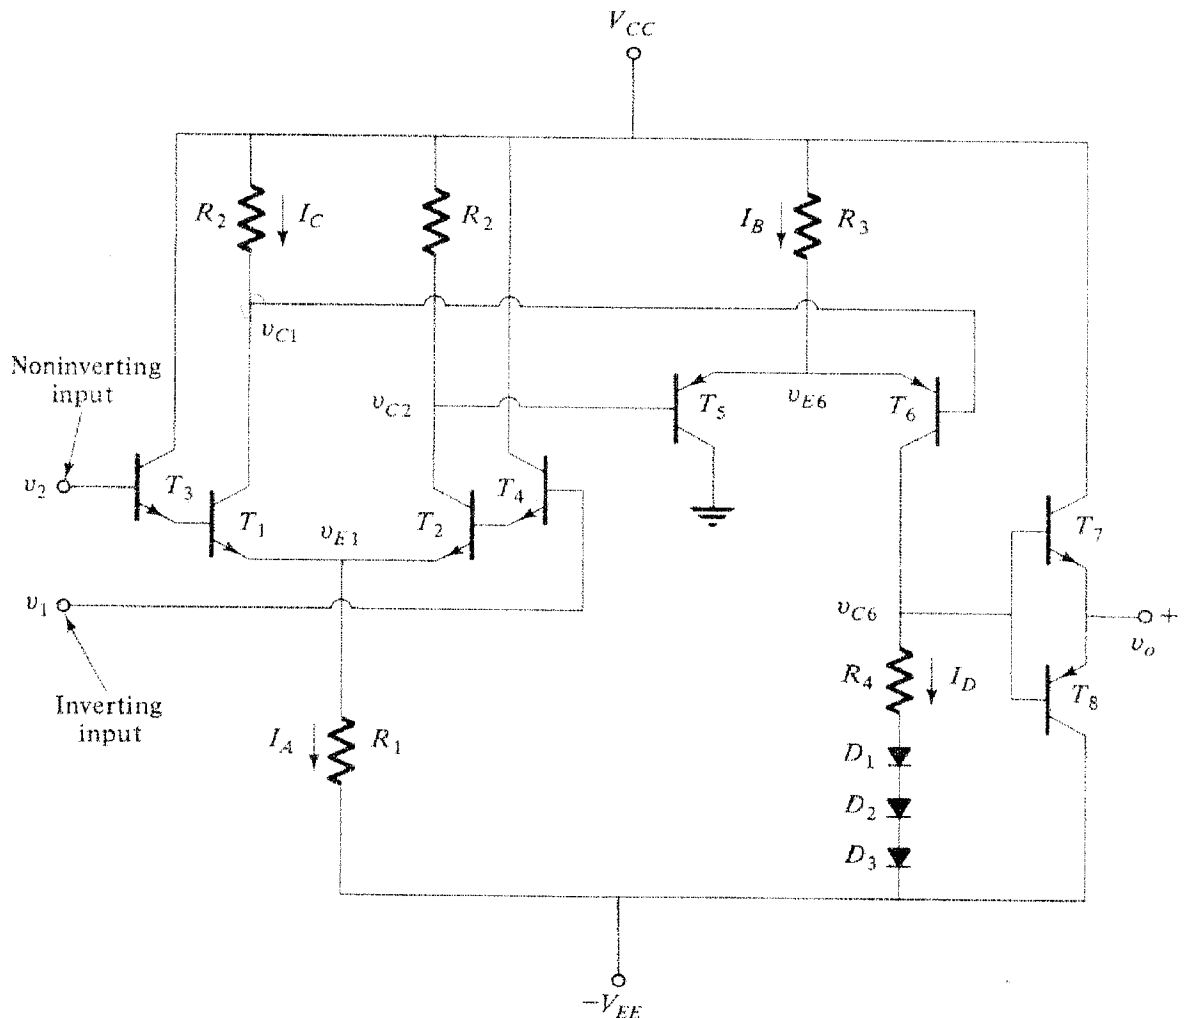 V_CC
R_2
I_C
R_2
I_B
R_3
v_C1
Noninverting
input
v_C2
T_5
v_E6
T_6
v_2
T_3
T_1
v_E1
T_2
T_4
T_7
v_1
v_C6
+
v_o
Inverting
input
I_A
R_1
R_4
I_D
T_8
D_1
D_2
D_3
−V_EE